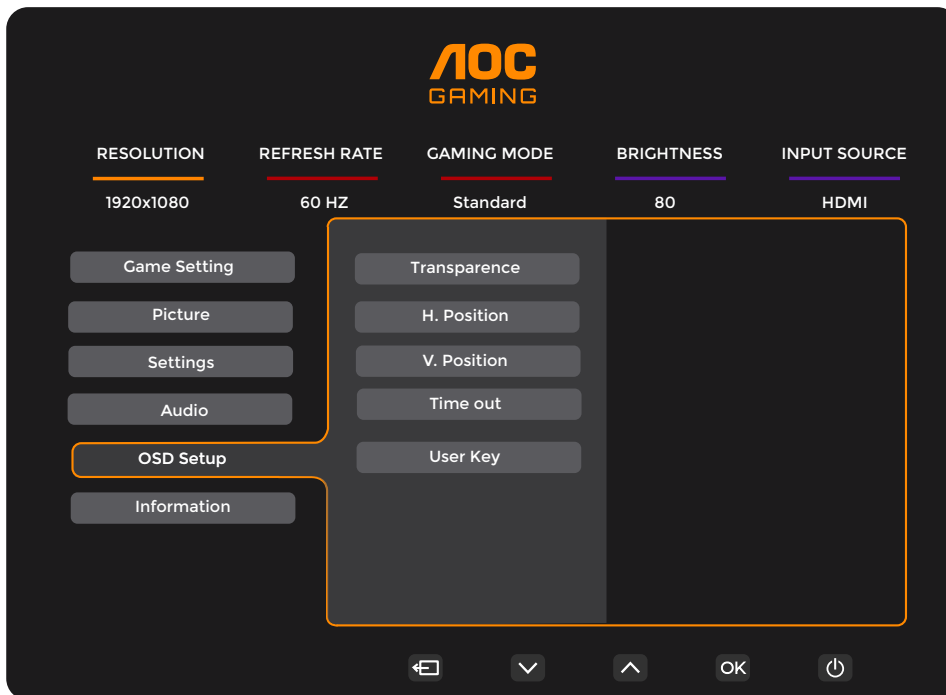 AOC
GAMING
RESOLUTION REFRESH RATE GAMING MODE BRIGHTNESS INPUT SOURCE
1920x1080 60 HZ Standard 80 HDMI
Game Setting
Picture
Settings
Audio
OSD Setup
Information
Transparence
H. Position
V. Position
Time out
User Key
OK